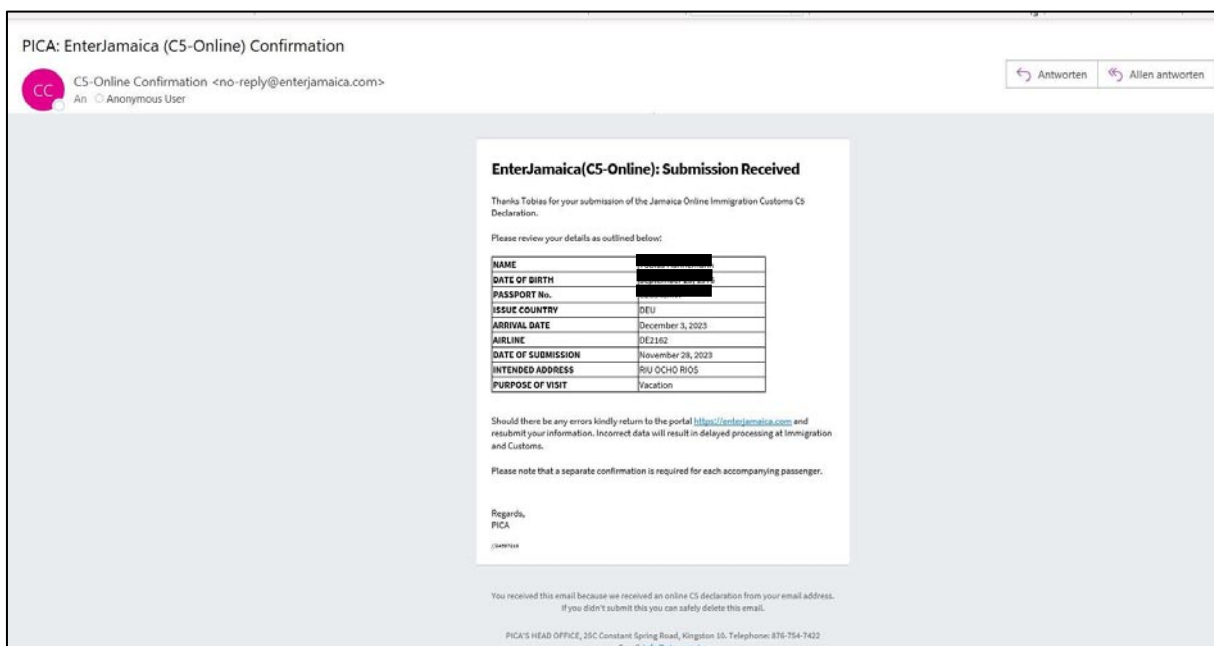 PICA: EnterJamaica (C5-Online) Confirmation
CC
C5-Online Confirmation <no-reply@enterjamaica.com>
An Anonymous User
Antworten
Allen antworten
EnterJamaica(C5-Online): Submission Received
Thanks Tobias for your submission of the Jamaica Online Immigration Customs C5
Declaration.
Please review your details as outlined below:
NAME
DATE OF BIRTH
PASSPORT No.
ISSUE COUNTRY DEU
ARRIVAL DATE December 3, 2023
AIRLINE DE2162
DATE OF SUBMISSION November 28, 2023
INTENDED ADDRESS RIU OCHO RIOS
PURPOSE OF VISIT Vacation
Should there be any errors kindly return to the portal https://enterjamaica.com and
resubmit your information. Incorrect data will result in delayed processing at Immigration
and Customs.
Please note that a separate confirmation is required for each accompanying passenger.
Regards,
PICA
You received this email because we received an online C5 declaration from your email address.
If you didn't submit this you can safely delete this email.
PICA'S HEAD OFFICE, 25C Constant Spring Road, Kingston 10. Telephone: 876-754-7422